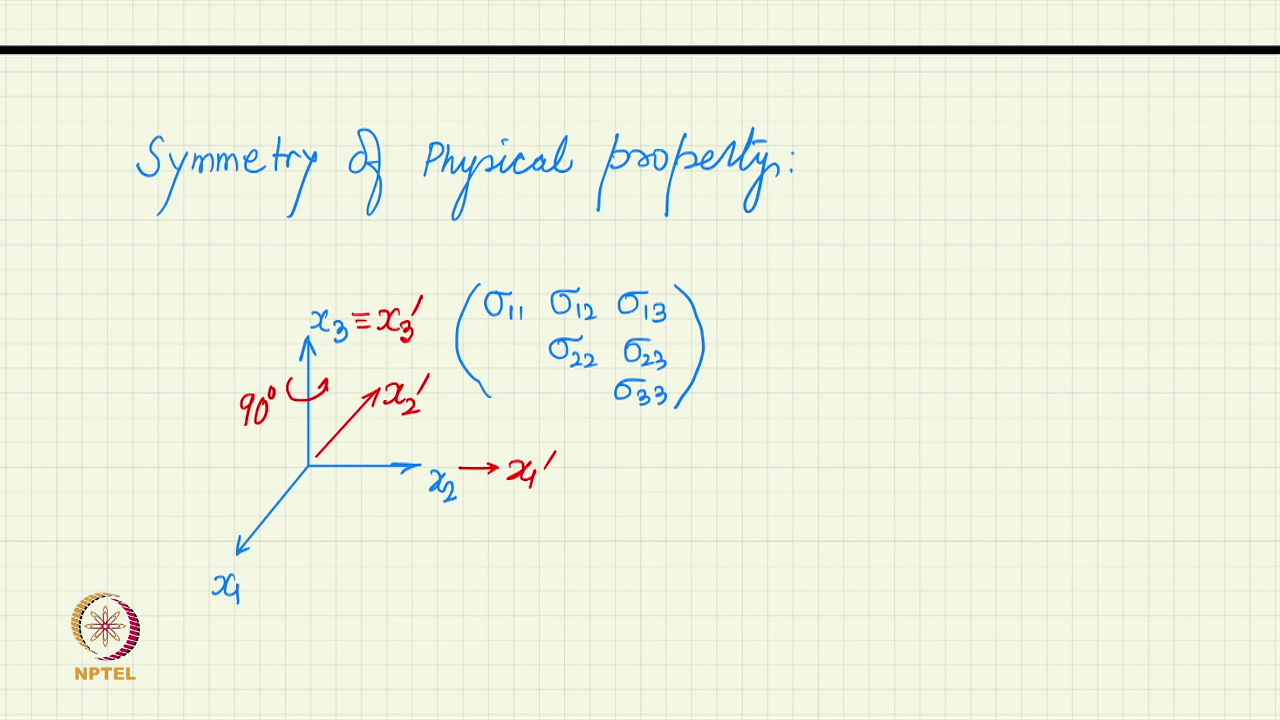 Symmetry of Physical property:
x₃ ≡ x₃′
σ₁₁ σ₁₂ σ₁₃
σ₂₂ σ₂₃
σ₃₃
90°
x₂′
x₂ → x₁′
x₁
NPTEL